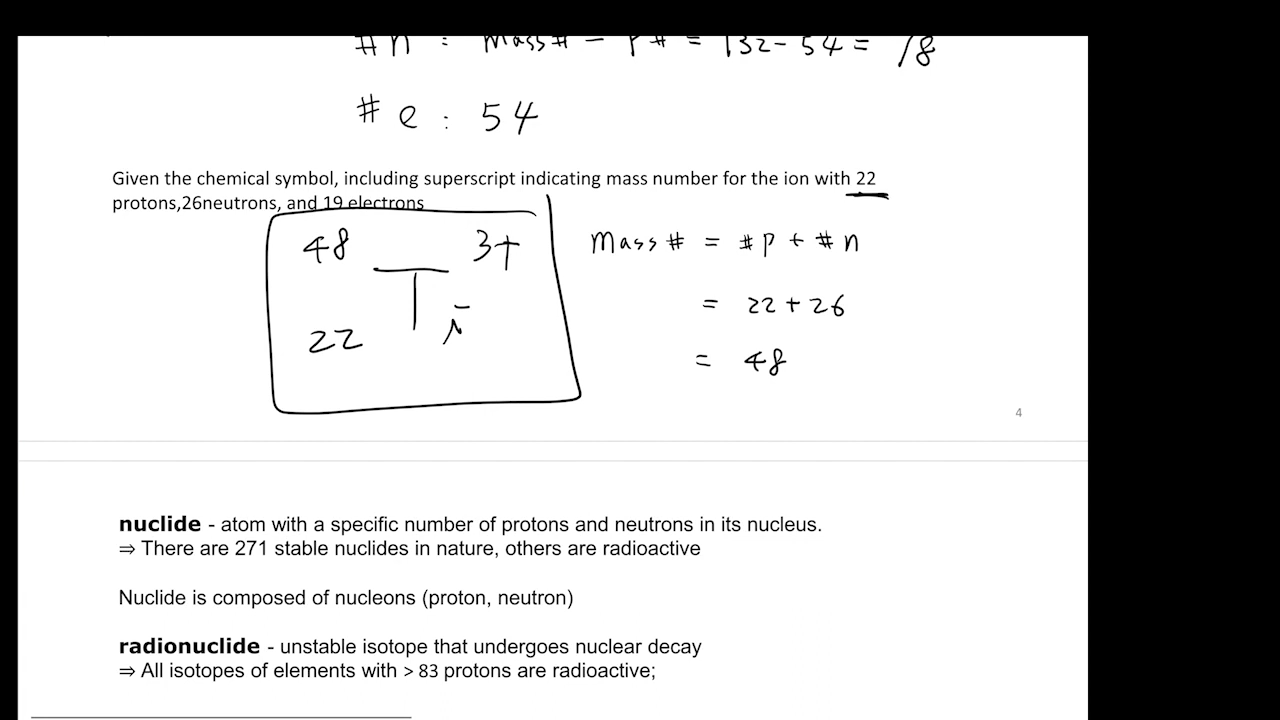 #n : mass# - p# = 132-54 = 78
#e : 54
Given the chemical symbol, including superscript indicating mass number for the ion with 22
protons,26neutrons, and 19 electrons
48 3+
Ti
22
mass# = #p + #n
= 22 + 26
= 48
4
nuclide - atom with a specific number of protons and neutrons in its nucleus.
⇒ There are 271 stable nuclides in nature, others are radioactive
Nuclide is composed of nucleons (proton, neutron)
radionuclide - unstable isotope that undergoes nuclear decay
⇒ All isotopes of elements with > 83 protons are radioactive;